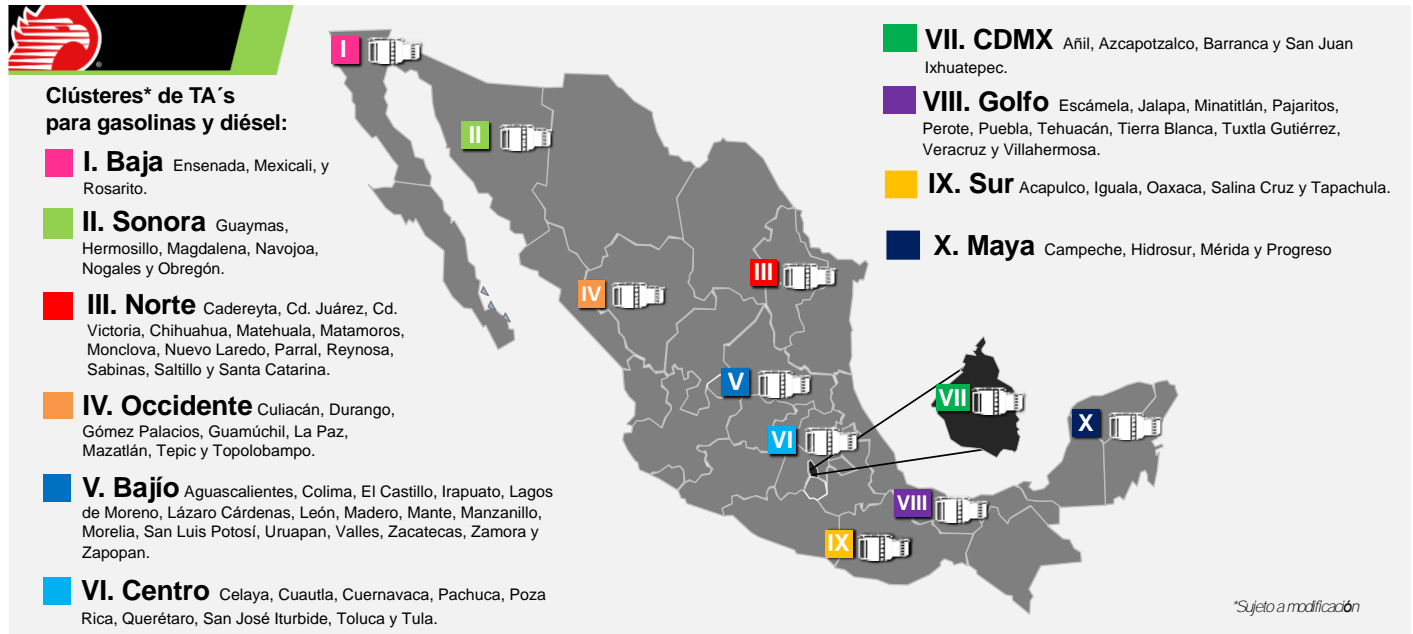 Clústeres* de TA´s
para gasolinas y diésel:
I. Baja Ensenada, Mexicali, y
Rosarito.
II. Sonora Guaymas,
Hermosillo, Magdalena, Navojoa,
Nogales y Obregón.
III. Norte Cadereyta, Cd. Juárez, Cd.
Victoria, Chihuahua, Matehuala, Matamoros,
Monclova, Nuevo Laredo, Parral, Reynosa,
Sabinas, Saltillo y Santa Catarina.
IV. Occidente Culiacán, Durango,
Gómez Palacios, Guamúchil, La Paz,
Mazatlán, Tepic y Topolobampo.
V. Bajío Aguascalientes, Colima, El Castillo, Irapuato, Lagos
de Moreno, Lázaro Cárdenas, León, Madero, Mante, Manzanillo,
Morelia, San Luis Potosí, Uruapan, Valles, Zacatecas, Zamora y
Zapopan.
VI. Centro Celaya, Cuautla, Cuernavaca, Pachuca, Poza
Rica, Querétaro, San José Iturbide, Toluca y Tula.
VII. CDMX Añil, Azcapotzalco, Barranca y San Juan
Ixhuatepec.
VIII. Golfo Escámela, Jalapa, Minatitlán, Pajaritos,
Perote, Puebla, Tehuacán, Tierra Blanca, Tuxtla Gutiérrez,
Veracruz y Villahermosa.
IX. Sur Acapulco, Iguala, Oaxaca, Salina Cruz y Tapachula.
X. Maya Campeche, Hidrosur, Mérida y Progreso
I
II
III
IV
V
VI
VII
X
VIII
IX
*Sujeto a modificación